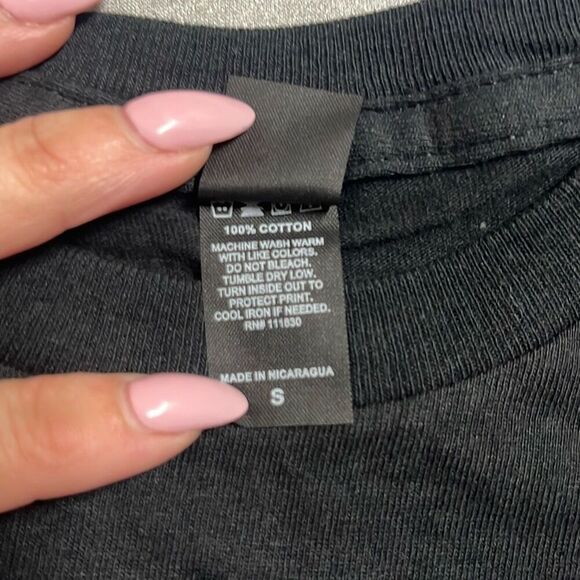 100% COTTON
MACHINE WASH WARM
WITH LIKE COLORS.
DO NOT BLEACH.
TUMBLE DRY LOW.
TURN INSIDE OUT TO
PROTECT PRINT.
COOL IRON IF NEEDED.
RN# 111830
MADE IN NICARAGUA
S